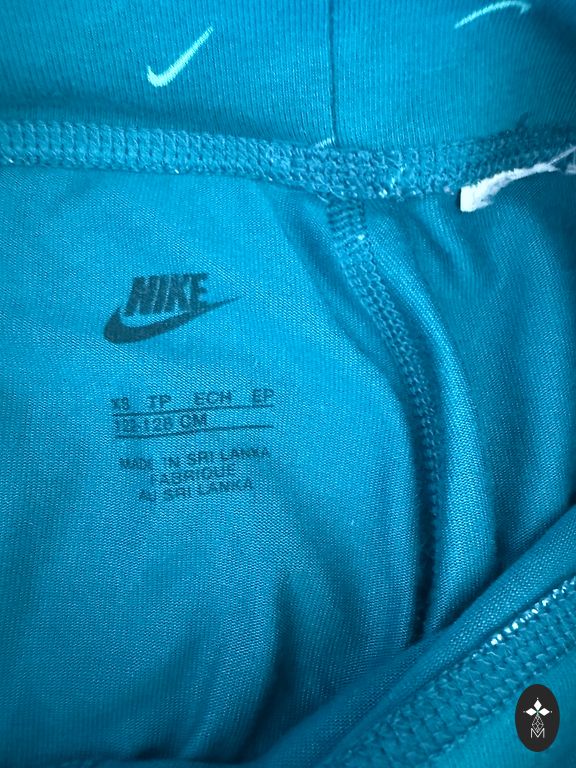 NIKE
XS TP ECH EP
122-128 CM
MADE IN SRI LANKA
FABRIQUE
AU SRI LANKA
M